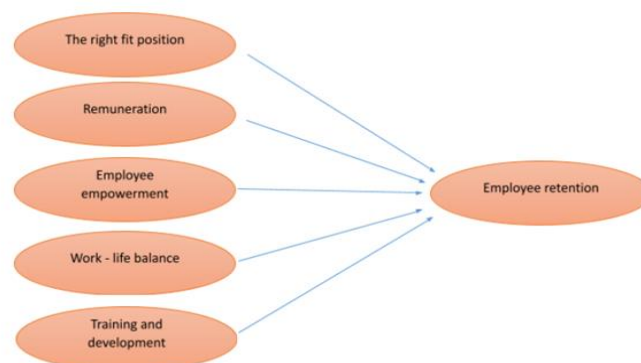 The right fit position
Remuneration
Employee
empowerment
Work - life balance
Training and
development
Employee retention